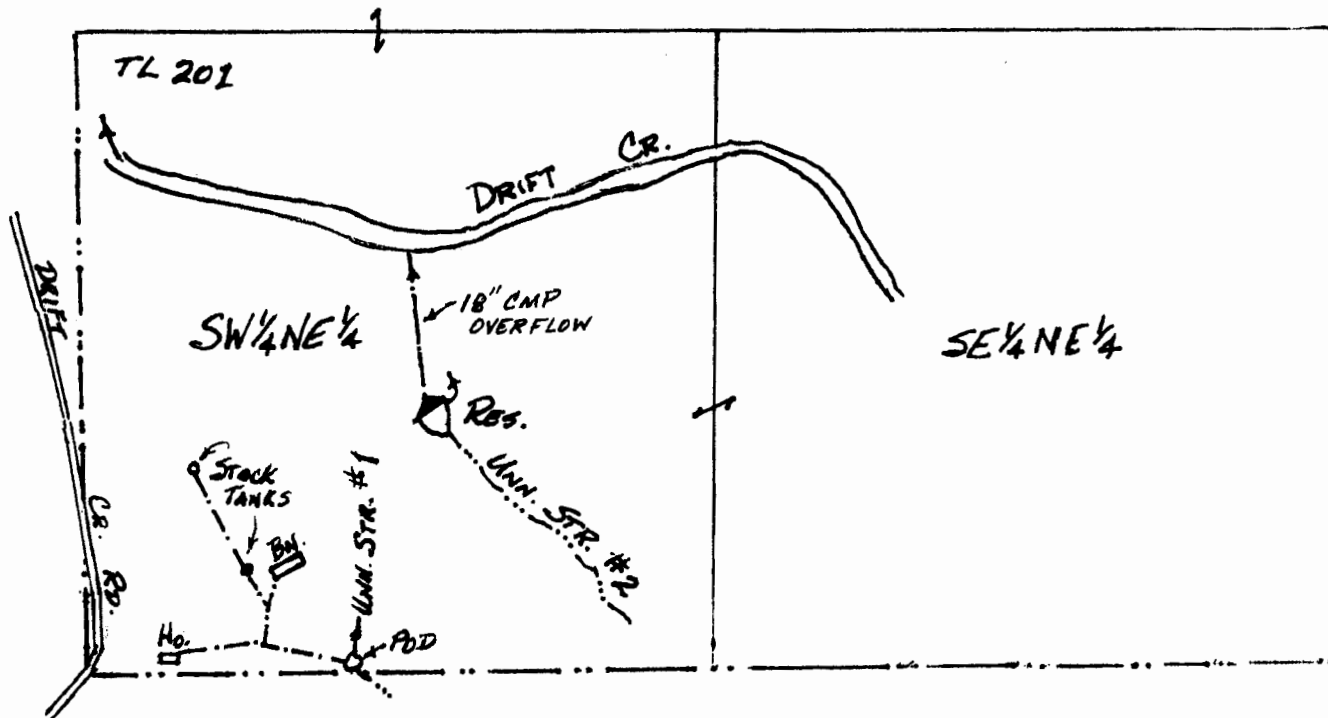 TL 201
DRIFT CR.
18" CMP
OVERFLOW
SW¼NE¼
SE¼NE¼
DRIFT CR. RD.
RES.
STOCK
TANKS
UNN. STR. #1
UNN. STR. #2
BN.
HO.
POD